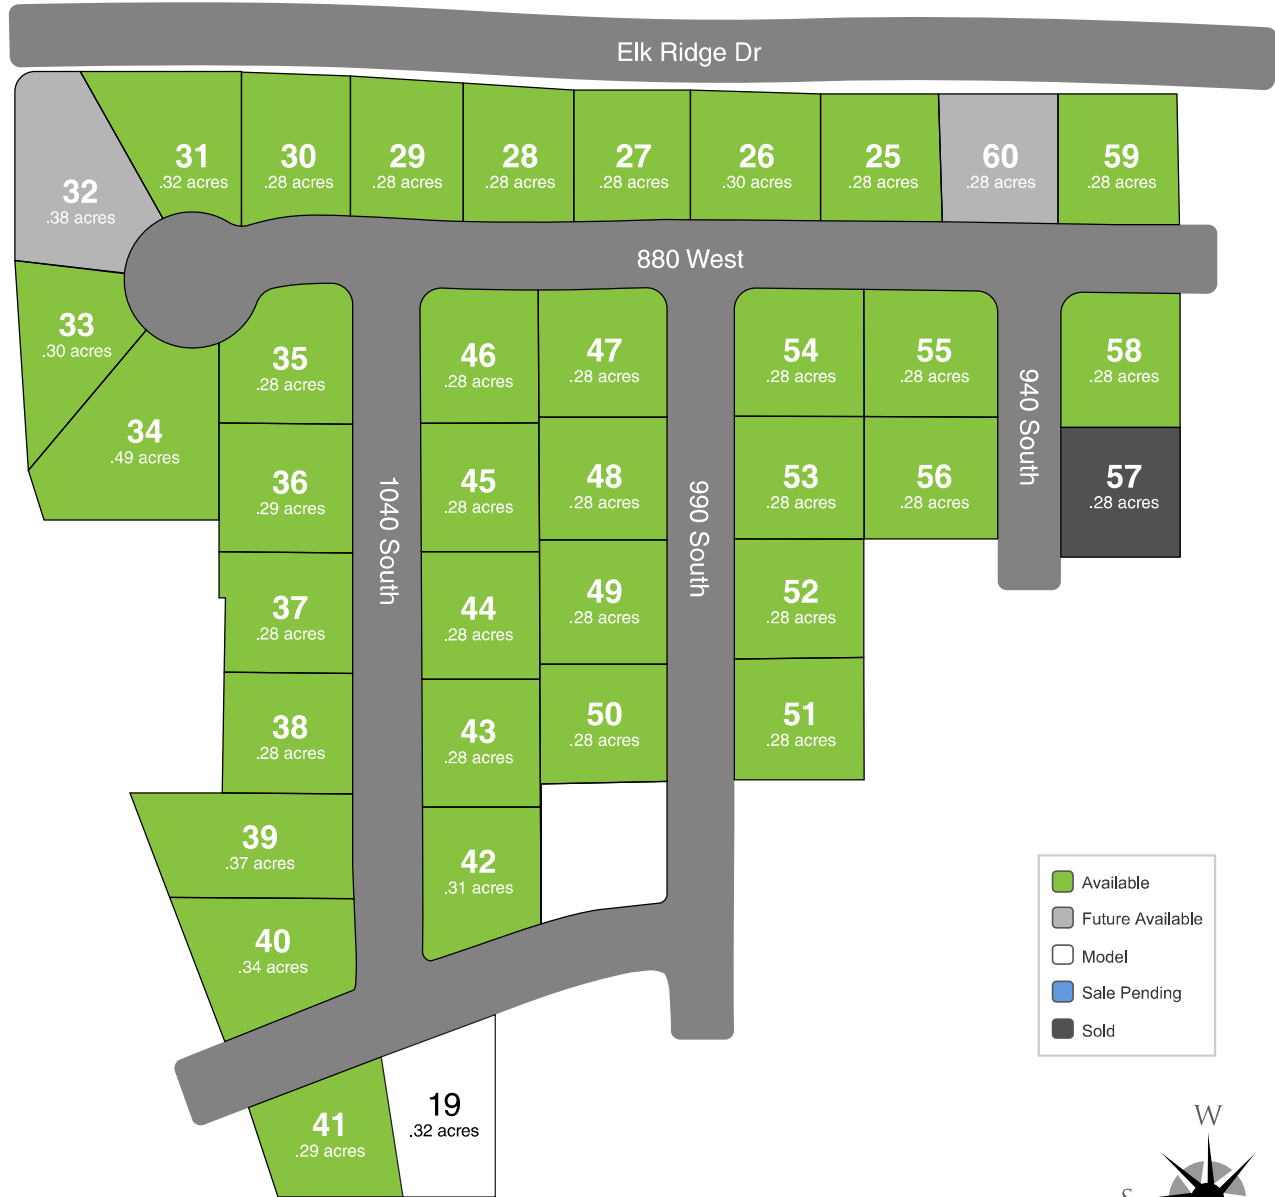 Elk Ridge Dr
31
.32 acres
30
.28 acres
29
.28 acres
28
.28 acres
27
.28 acres
26
.30 acres
25
.28 acres
60
.28 acres
59
.28 acres
32
.38 acres
880 West
33
.30 acres
34
.49 acres
35
.28 acres
46
.28 acres
47
.28 acres
54
.28 acres
55
.28 acres
58
.28 acres
940 South
36
.29 acres
1040 South
45
.28 acres
48
.28 acres
990 South
53
.28 acres
56
.28 acres
57
.28 acres
37
.28 acres
44
.28 acres
49
.28 acres
52
.28 acres
38
.28 acres
43
.28 acres
50
.28 acres
51
.28 acres
39
.37 acres
42
.31 acres
40
.34 acres
41
.29 acres
19
.32 acres
Available
Future Available
Model
Sale Pending
Sold
W
S